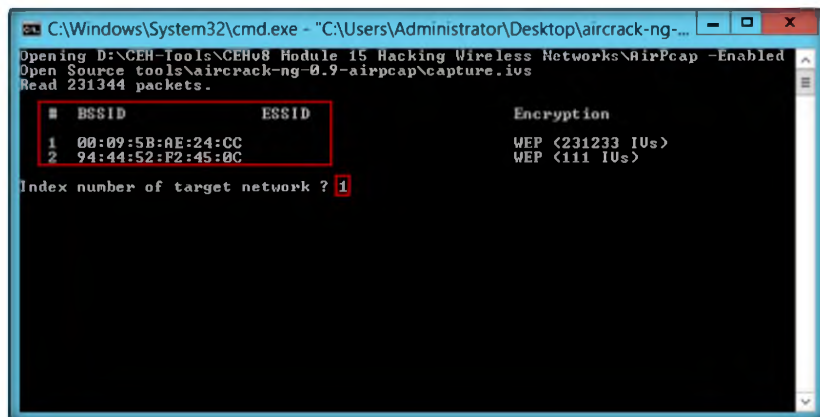 C:\Windows\System32\cmd.exe - "C:\Users\Administrator\Desktop\aircrack-ng-...
Opening D:\CEH-Tools\CEHv8 Module 15 Hacking Wireless Networks\AirPcap -Enabled
Open Source tools\aircrack-ng-0.9-airpcap\capture.ivs
Read 231344 packets.
# BSSID ESSID Encryption
1 00:09:5B:AE:24:CC WEP (231233 IVs)
2 94:44:52:F2:45:0C WEP (111 IVs)
Index number of target network ? 1